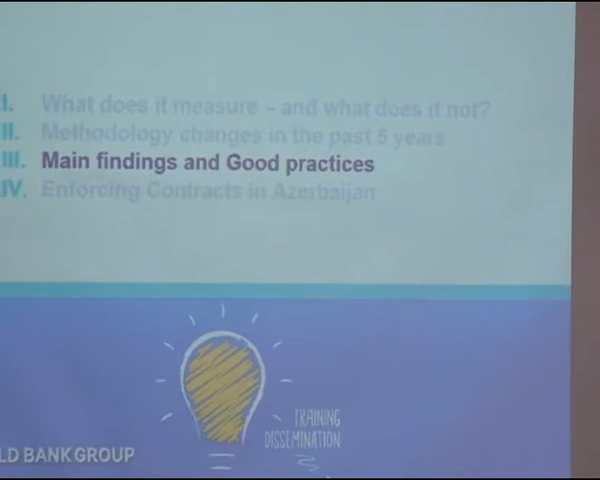 I. What does it measure – and what does it not?
II. Methodology changes in the past 5 years
III. Main findings and Good practices
IV. Enforcing Contracts in Azerbaijan
TRAINING
DISSEMINATION
LD BANK GROUP